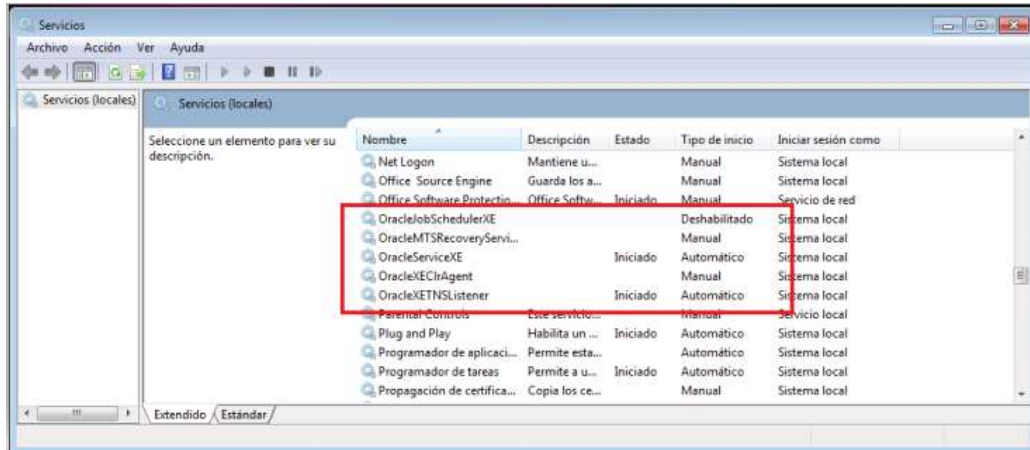 Servicios
Archivo Acción Ver Ayuda
Servicios (locales)
Servicios (locales)
Seleccione un elemento para ver su
descripción.
Nombre Descripción Estado Tipo de inicio Iniciar sesión como
Net Logon Mantiene u... Manual Sistema local
Office Source Engine Guarda los a... Manual Sistema local
Office Software Protectio... Office Softw... Iniciado Manual Servicio de red
OracleJobSchedulerXE Deshabilitado Sistema local
OracleMTSRecoveryServi... Manual Sistema local
OracleServiceXE Iniciado Automático Sistema local
OracleXEClrAgent Manual Sistema local
OracleXETNSListener Iniciado Automático Sistema local
Parental Controls Este servicio... Manual Servicio local
Plug and Play Habilita un ... Iniciado Automático Sistema local
Programador de aplicaci... Permite esta... Automático Sistema local
Programador de tareas Permite a u... Iniciado Automático Sistema local
Propagación de certifica... Copia los ce... Manual Sistema local
Extendido Estándar